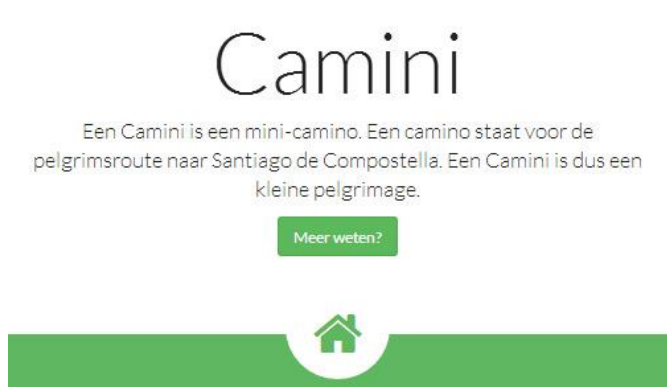 Camini
Een Camini is een mini-camino. Een camino staat voor de
pelgrimsroute naar Santiago de Compostella. Een Camini is dus een
kleine pelgrimage.
Meer weten?